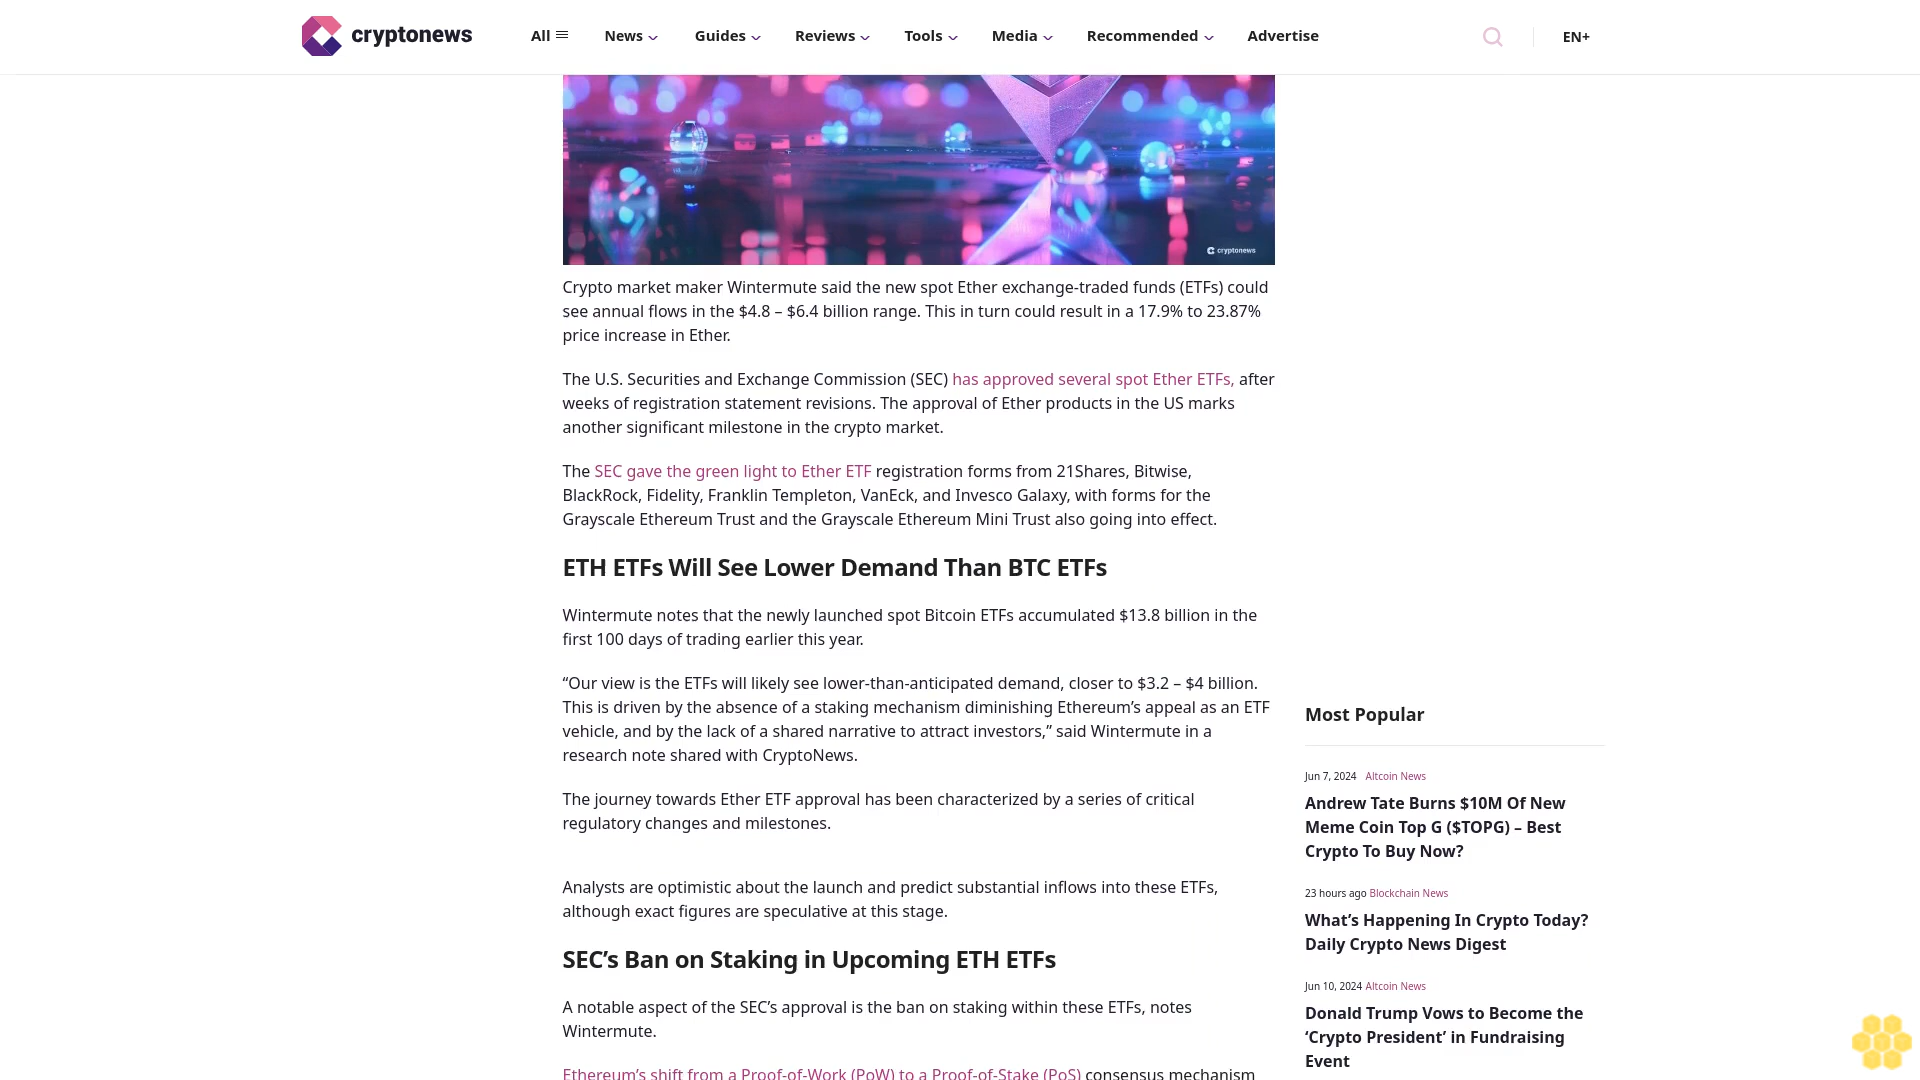 cryptonews
All
News
Guides
Reviews
Tools
Media
Recommended
Advertise
EN+
cryptonews
Crypto market maker Wintermute said the new spot Ether exchange-traded funds (ETFs) could
see annual flows in the $4.8 – $6.4 billion range. This in turn could result in a 17.9% to 23.87%
price increase in Ether.
The U.S. Securities and Exchange Commission (SEC) has approved several spot Ether ETFs, after
weeks of registration statement revisions. The approval of Ether products in the US marks
another significant milestone in the crypto market.
The SEC gave the green light to Ether ETF registration forms from 21Shares, Bitwise,
BlackRock, Fidelity, Franklin Templeton, VanEck, and Invesco Galaxy, with forms for the
Grayscale Ethereum Trust and the Grayscale Ethereum Mini Trust also going into effect.
ETH ETFs Will See Lower Demand Than BTC ETFs
Wintermute notes that the newly launched spot Bitcoin ETFs accumulated $13.8 billion in the
first 100 days of trading earlier this year.
“Our view is the ETFs will likely see lower-than-anticipated demand, closer to $3.2 – $4 billion.
This is driven by the absence of a staking mechanism diminishing Ethereum’s appeal as an ETF
vehicle, and by the lack of a shared narrative to attract investors,” said Wintermute in a
research note shared with CryptoNews.
The journey towards Ether ETF approval has been characterized by a series of critical
regulatory changes and milestones.
Analysts are optimistic about the launch and predict substantial inflows into these ETFs,
although exact figures are speculative at this stage.
SEC’s Ban on Staking in Upcoming ETH ETFs
A notable aspect of the SEC’s approval is the ban on staking within these ETFs, notes
Wintermute.
Ethereum’s shift from a Proof-of-Work (PoW) to a Proof-of-Stake (PoS) consensus mechanism
Most Popular
Jun 7, 2024 Altcoin News
Andrew Tate Burns $10M Of New
Meme Coin Top G ($TOPG) – Best
Crypto To Buy Now?
23 hours ago Blockchain News
What’s Happening In Crypto Today?
Daily Crypto News Digest
Jun 10, 2024 Altcoin News
Donald Trump Vows to Become the
‘Crypto President’ in Fundraising
Event